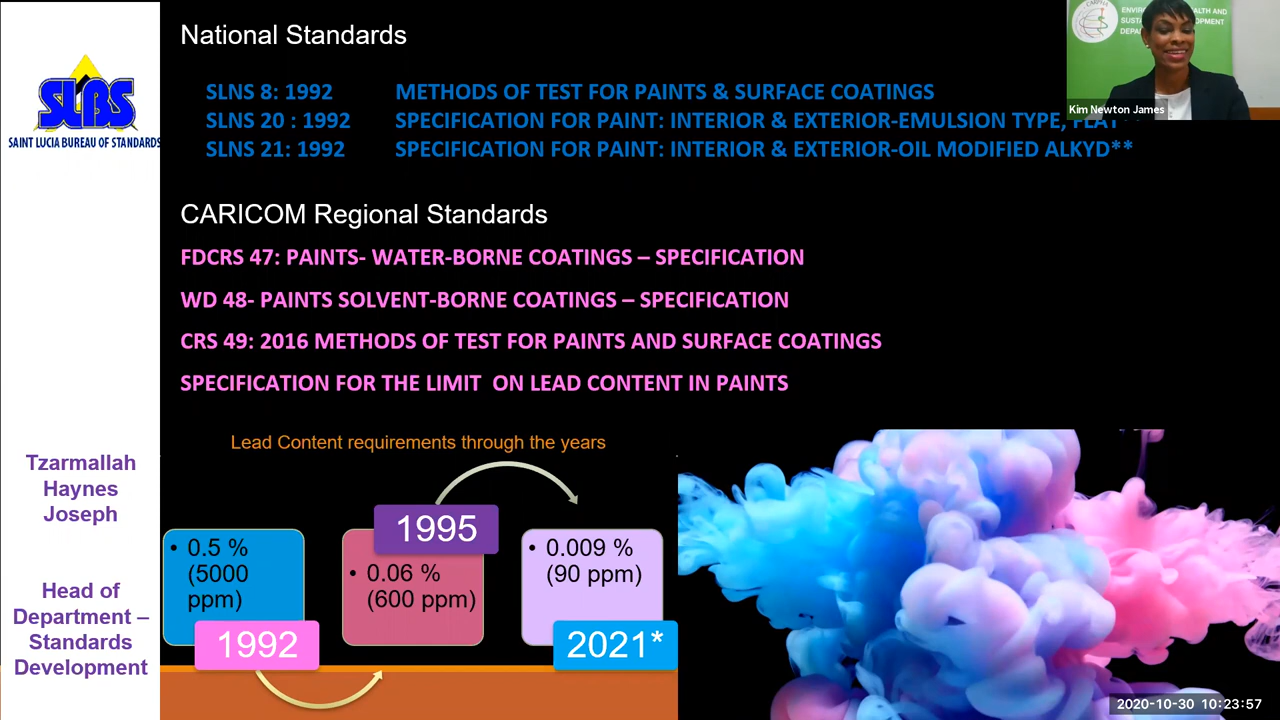 National Standards
SLNS 8: 1992 METHODS OF TEST FOR PAINTS & SURFACE COATINGS
SLNS 20 : 1992 SPECIFICATION FOR PAINT: INTERIOR & EXTERIOR-EMULSION TYPE, FLAT
SLNS 21: 1992 SPECIFICATION FOR PAINT: INTERIOR & EXTERIOR-OIL MODIFIED ALKYD**
CARICOM Regional Standards
FDCRS 47: PAINTS- WATER-BORNE COATINGS – SPECIFICATION
WD 48- PAINTS SOLVENT-BORNE COATINGS – SPECIFICATION
CRS 49: 2016 METHODS OF TEST FOR PAINTS AND SURFACE COATINGS
SPECIFICATION FOR THE LIMIT ON LEAD CONTENT IN PAINTS
Lead Content requirements through the years
• 0.5 %
(5000
ppm)
1992
1995
• 0.06 %
(600 ppm)
• 0.009 %
(90 ppm)
2021*
SLBS
SAINT LUCIA BUREAU OF STANDARDS
Tzarmallah
Haynes
Joseph
Head of
Department –
Standards
Development
CARPHA
AND
Kim Newton James
2020-10-30 10:23:57